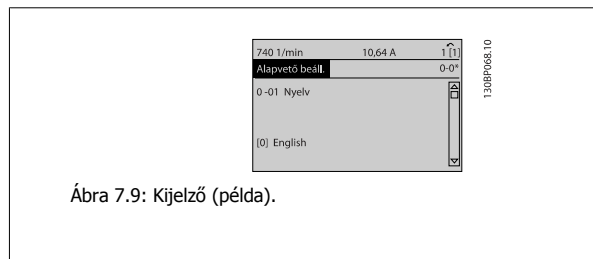 740 1/min 10,64 A 1 [1]
Alapvető beáll. 0-0*
0 -01 Nyelv
[0] English
130BP068.10
Ábra 7.9: Kijelző (példa).